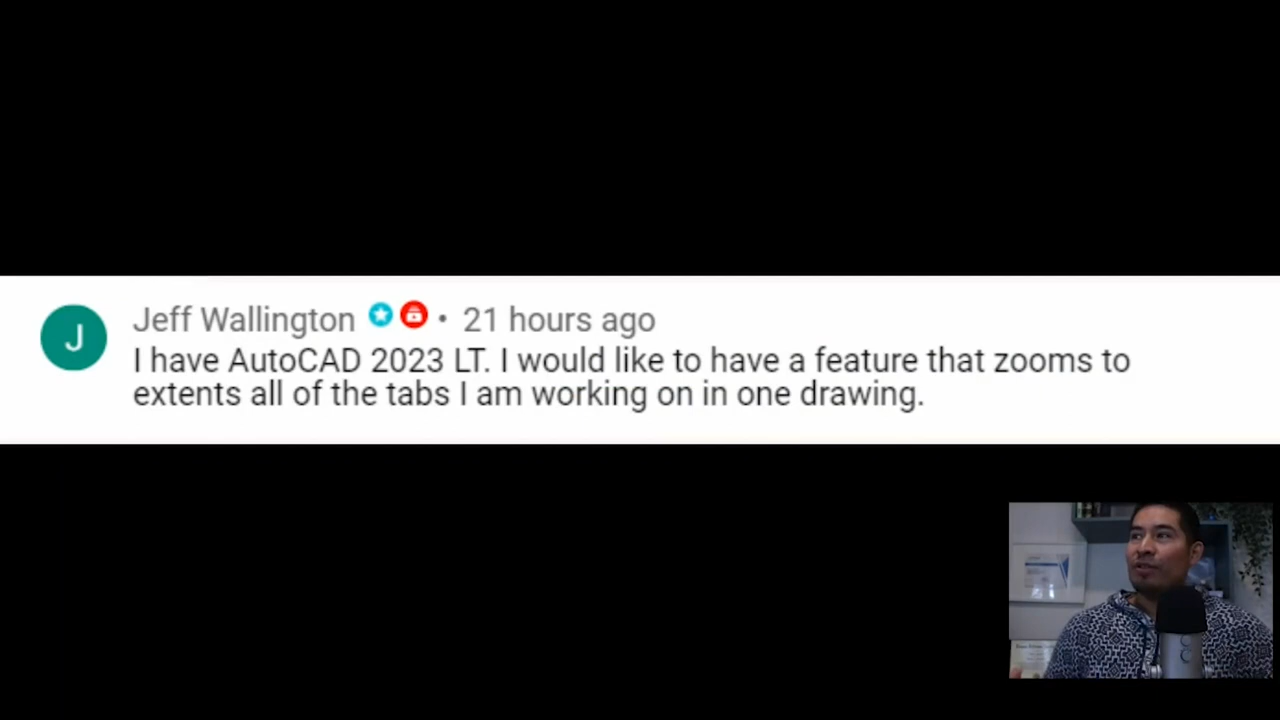 J
Jeff Wallington • 21 hours ago
I have AutoCAD 2023 LT. I would like to have a feature that zooms to
extents all of the tabs I am working on in one drawing.